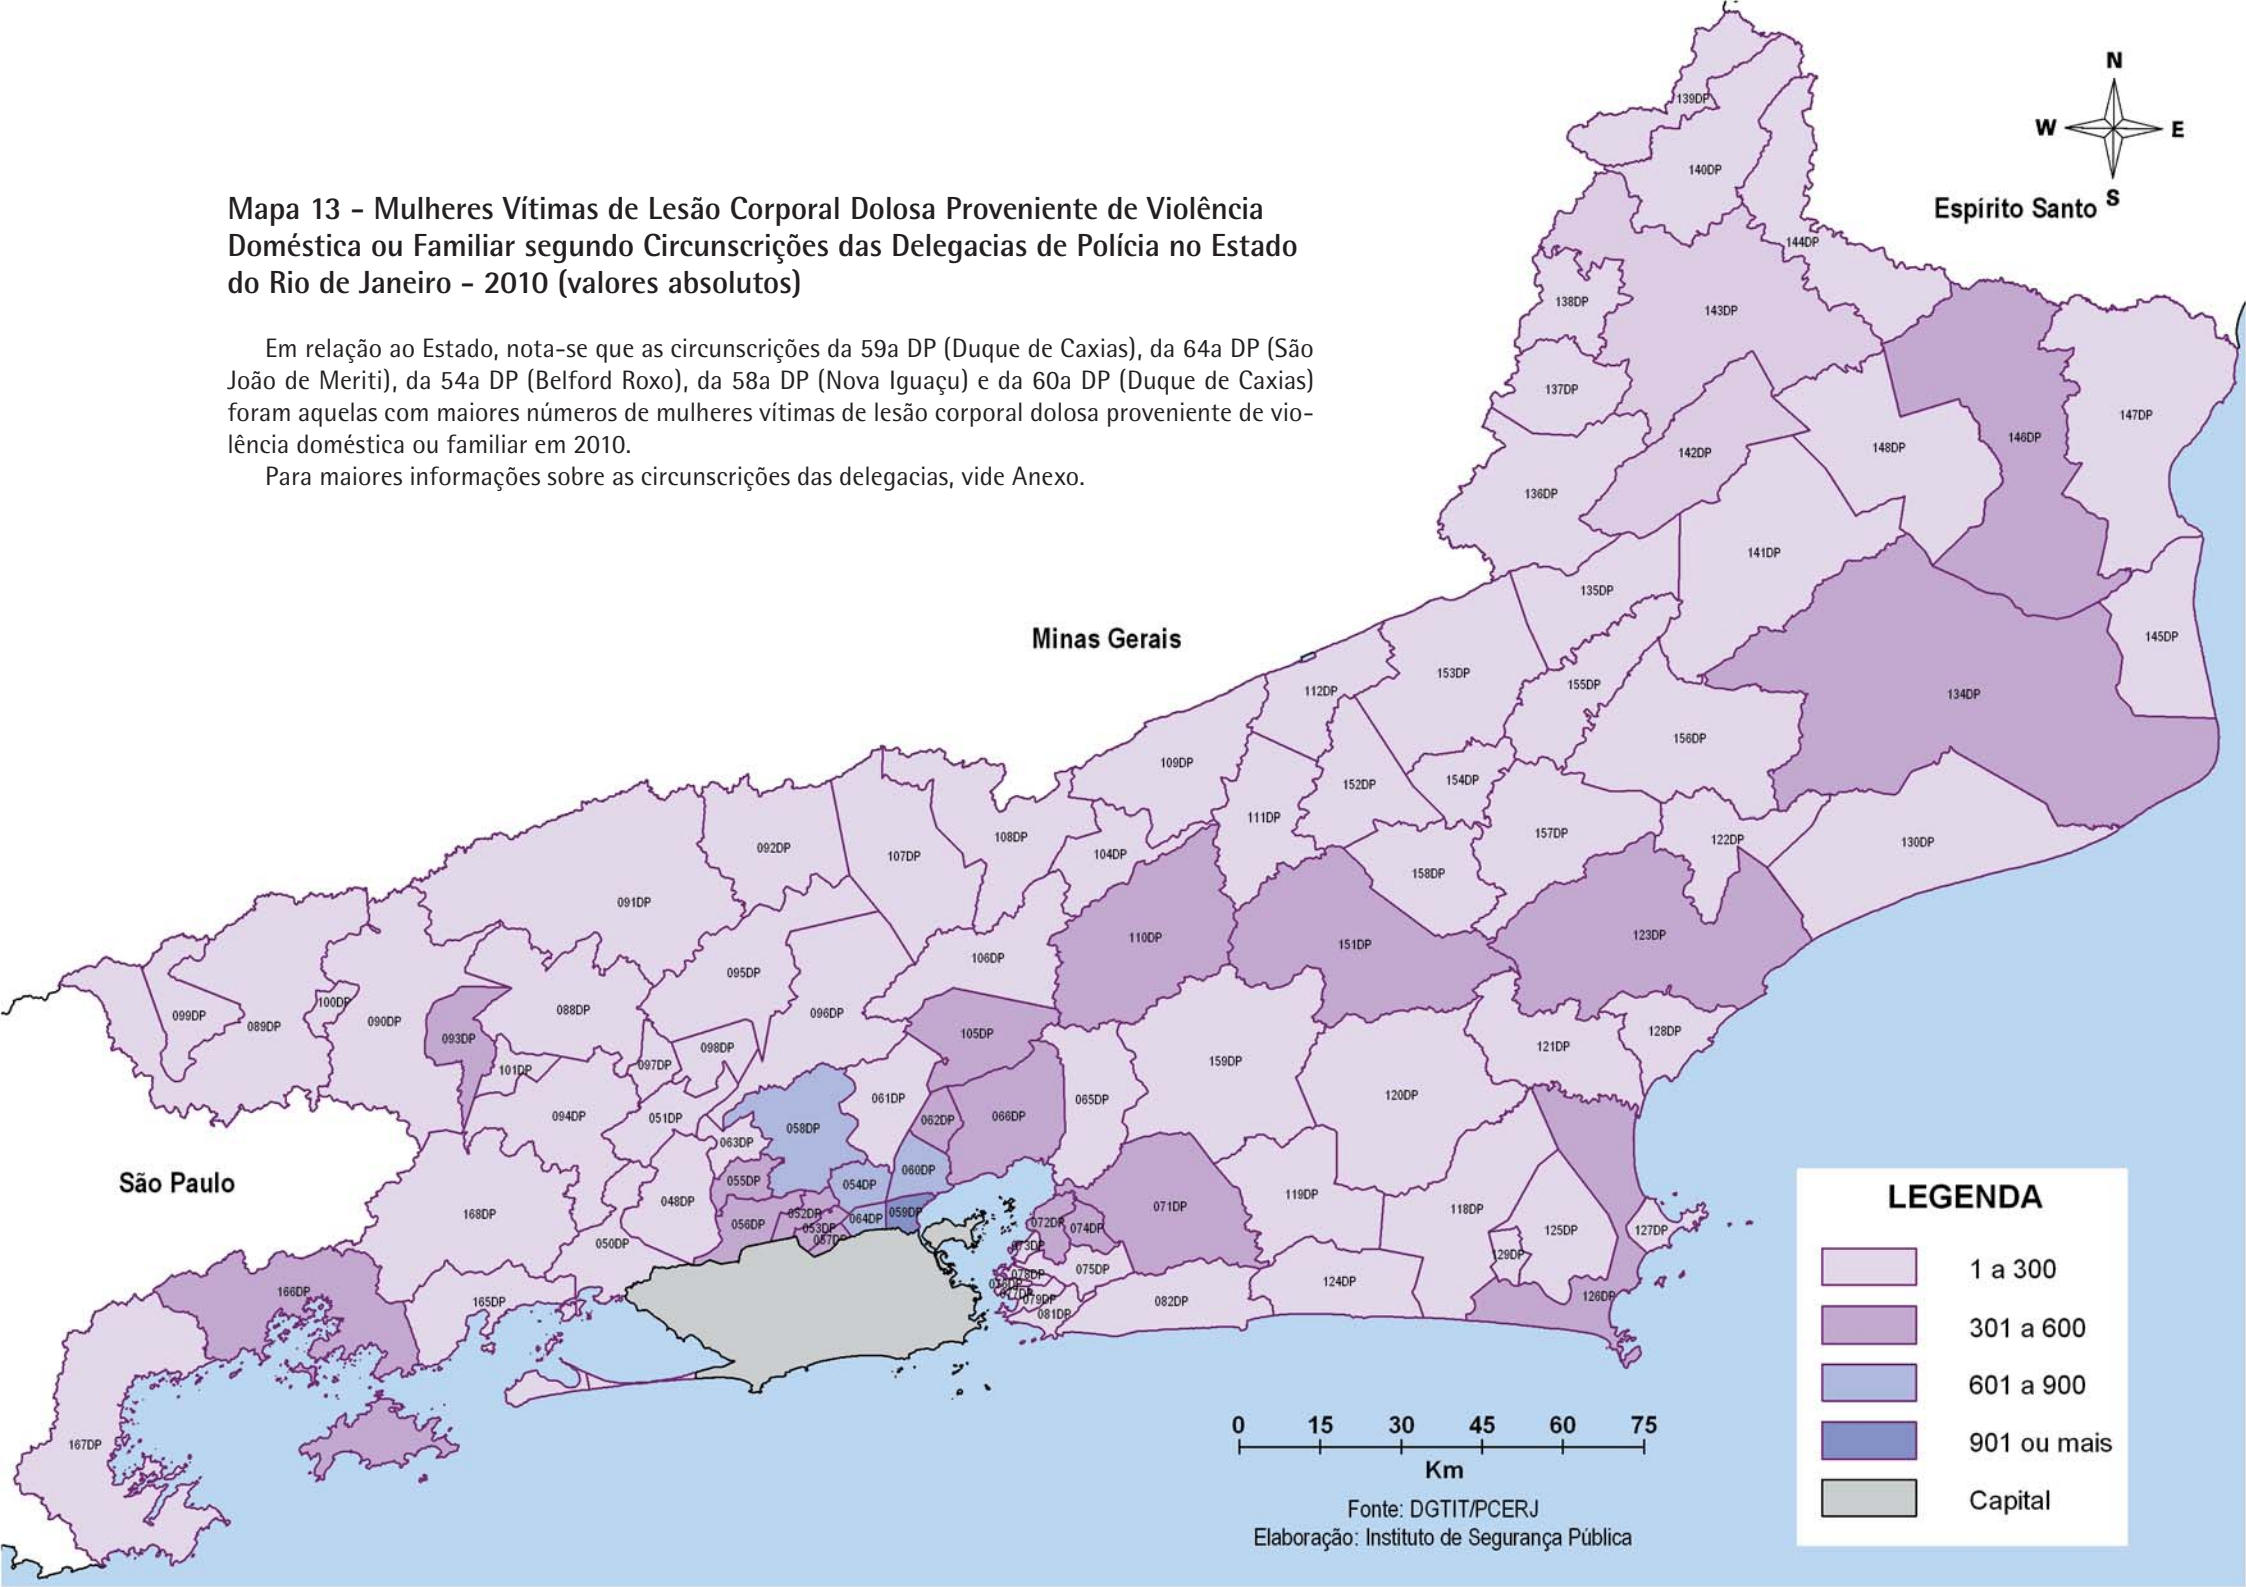 Mapa 13 - Mulheres Vítimas de Lesão Corporal Dolosa Proveniente de Violência
Doméstica ou Familiar segundo Circunscrições das Delegacias de Polícia no Estado
do Rio de Janeiro - 2010 (valores absolutos)
Em relação ao Estado, nota-se que as circunscrições da 59a DP (Duque de Caxias), da 64a DP (São
João de Meriti), da 54a DP (Belford Roxo), da 58a DP (Nova Iguaçu) e da 60a DP (Duque de Caxias)
foram aquelas com maiores números de mulheres vítimas de lesão corporal dolosa proveniente de vio-
lência doméstica ou familiar em 2010.
Para maiores informações sobre as circunscrições das delegacias, vide Anexo.
N
W
E
S
Espírito Santo
Minas Gerais
São Paulo
139DP
140DP
144DP
138DP
143DP
137DP
147DP
146DP
148DP
142DP
136DP
141DP
135DP
145DP
153DP
155DP
112DP
134DP
156DP
109DP
154DP
152DP
111DP
157DP
122DP
130DP
108DP
104DP
107DP
092DP
158DP
091DP
110DP
151DP
123DP
106DP
095DP
100DP
099DP
089DP
090DP
088DP
096DP
093DP
105DP
128DP
121DP
098DP
097DP
101DP
159DP
120DP
061DP
065DP
094DP
051DP
062DP
066DP
058DP
063DP
060DP
055DP
054DP
048DP
168DP
056DP
052DP
053DP
057DP
064DP
059DP
071DP
119DP
118DP
072DP
074DP
073DP
125DP
127DP
129DP
050DP
075DP
078DP
076DP
077DP
079DP
081DP
082DP
124DP
126DP
166DP
165DP
167DP
LEGENDA
1 a 300
301 a 600
601 a 900
901 ou mais
Capital
0 15 30 45 60 75
Km
Fonte: DGTIT/PCERJ
Elaboração: Instituto de Segurança Pública